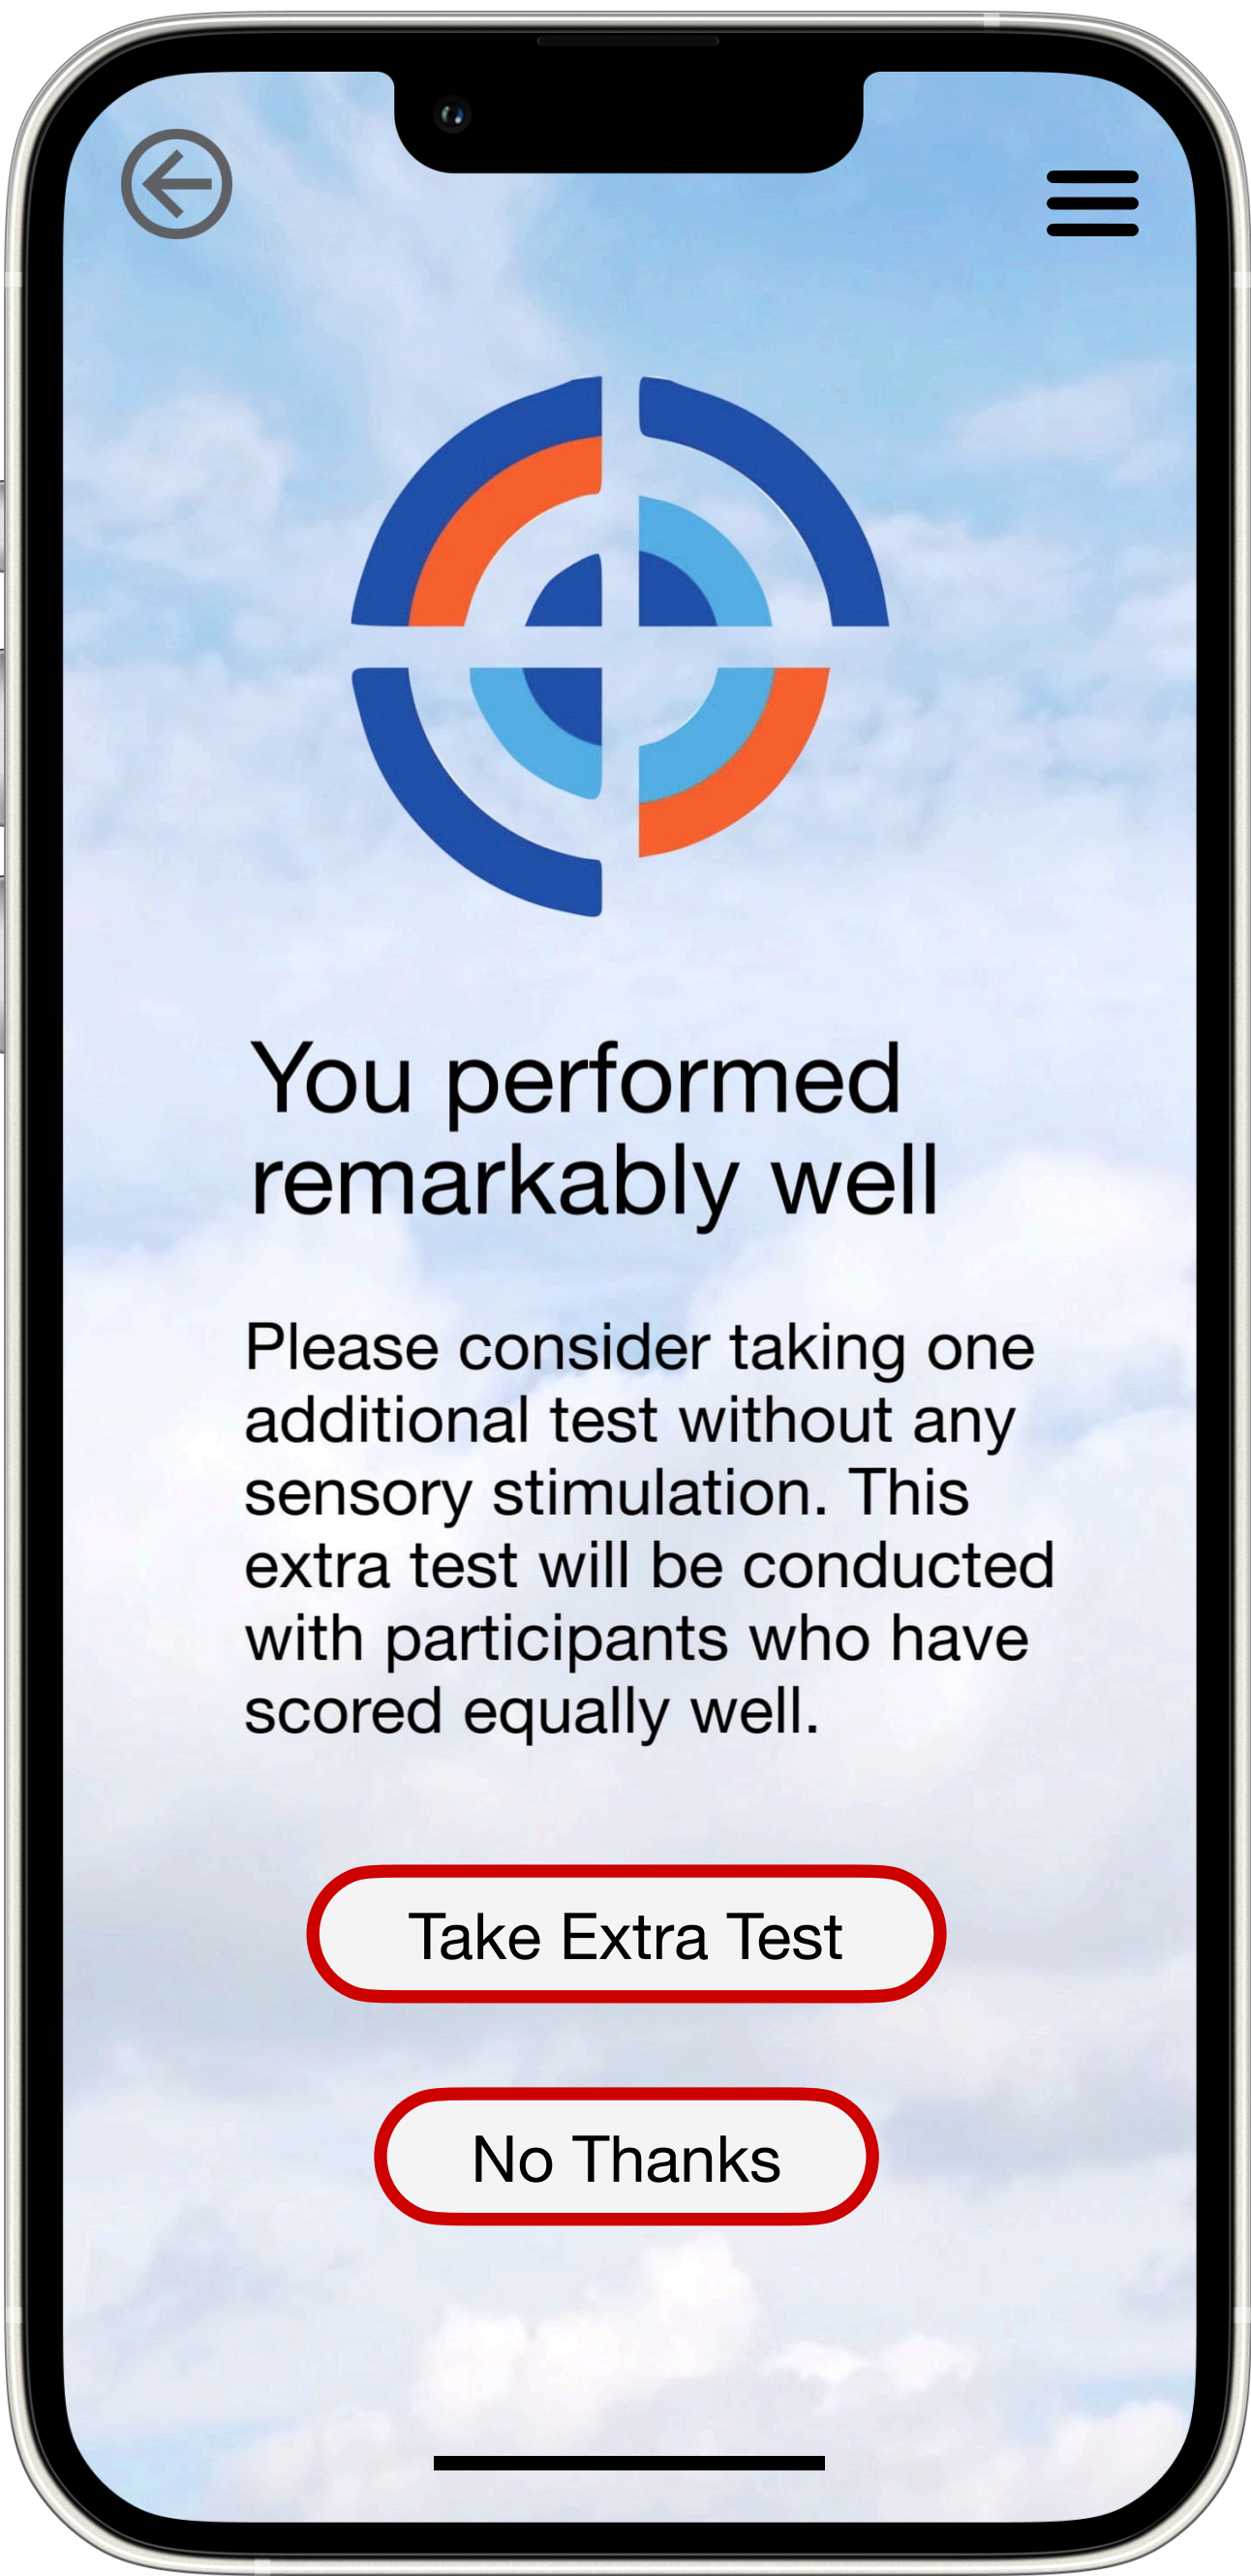 You performed
remarkably well
Please consider taking one
additional test without any
sensory stimulation. This
extra test will be conducted
with participants who have
scored equally well.
Take Extra Test
No Thanks